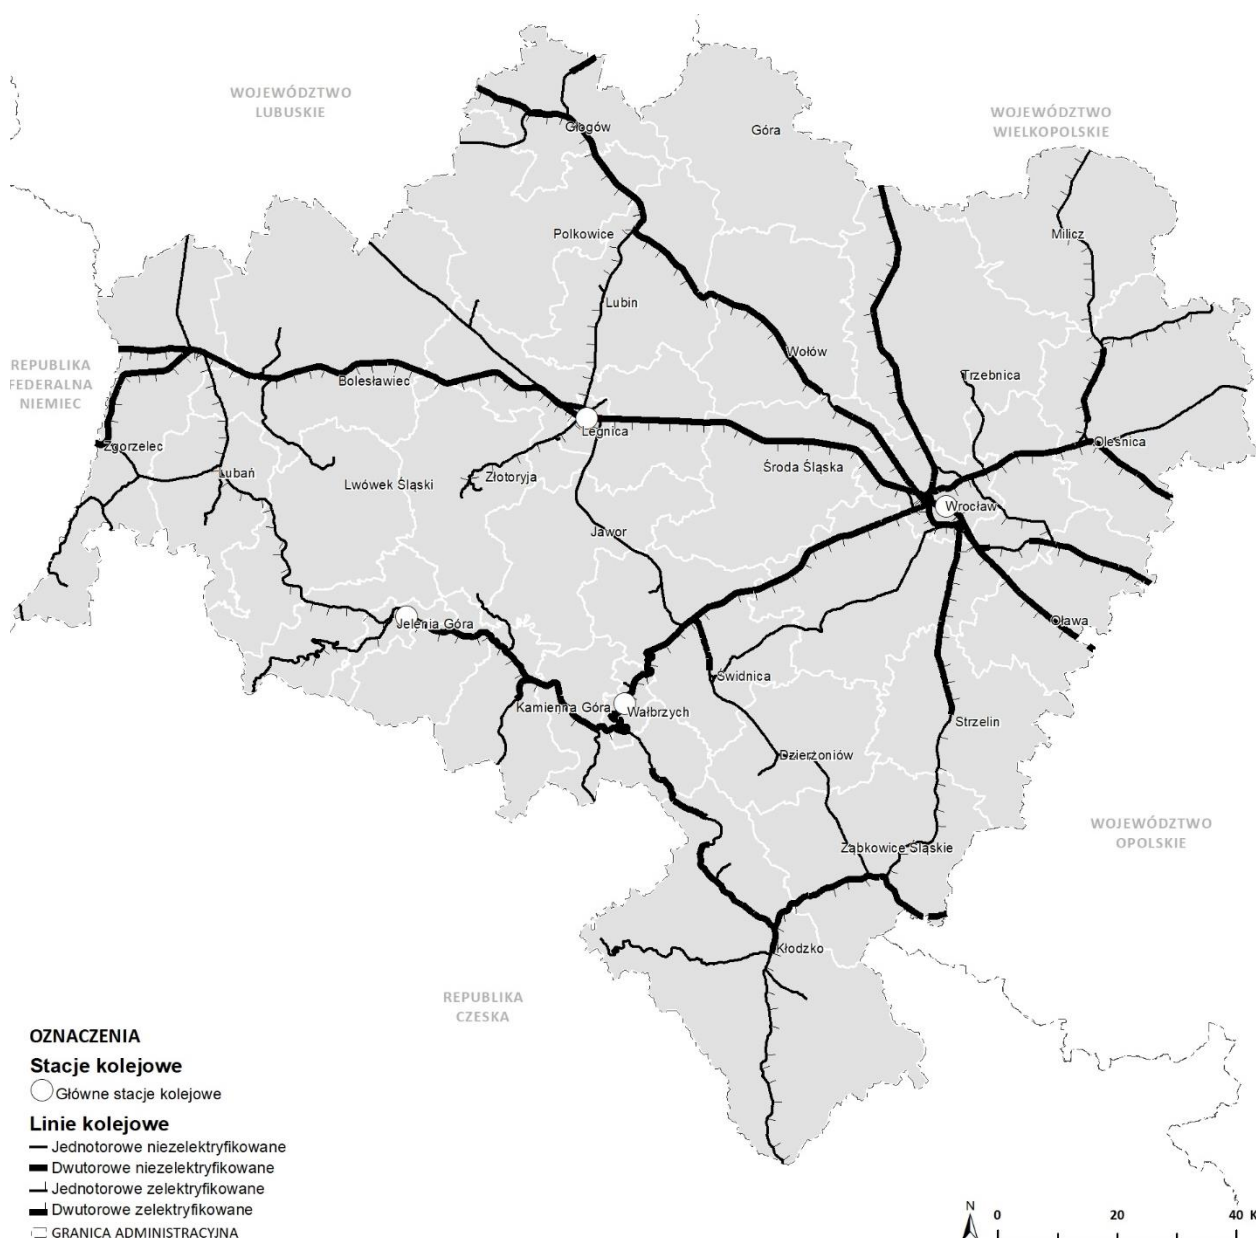 WOJEWÓDZTWO
LUBUSKIE
WOJEWÓDZTWO
WIELKOPOLSKIE
Głogów
Góra
Polkowice
Milicz
Lubin
REPUBLIKA
FEDERALNA
NIEMIEC
Wołów
Bolesławiec
Trzebnica
Legnica
Oleśnica
Zgorzelec
Środa Śląska
Lubań
Lwówek Śląski
Złotoryja
Wrocław
Jawor
Jelenia Góra
Oława
Świdnica
Kamienna Góra
Wałbrzych
Strzelin
Dzierżoniów
WOJEWÓDZTWO
OPOLSKIE
Ząbkowice Śląskie
Kłodzko
REPUBLIKA
CZESKA
OZNACZENIA
Stacje kolejowe
Główne stacje kolejowe
Linie kolejowe
Jednotorowe niezelektryfikowane
Dwutorowe niezelektryfikowane
Jednotorowe zelektryfikowane
Dwutorowe zelektryfikowane
GRANICA ADMINISTRACYJNA
N
0 20 40 K